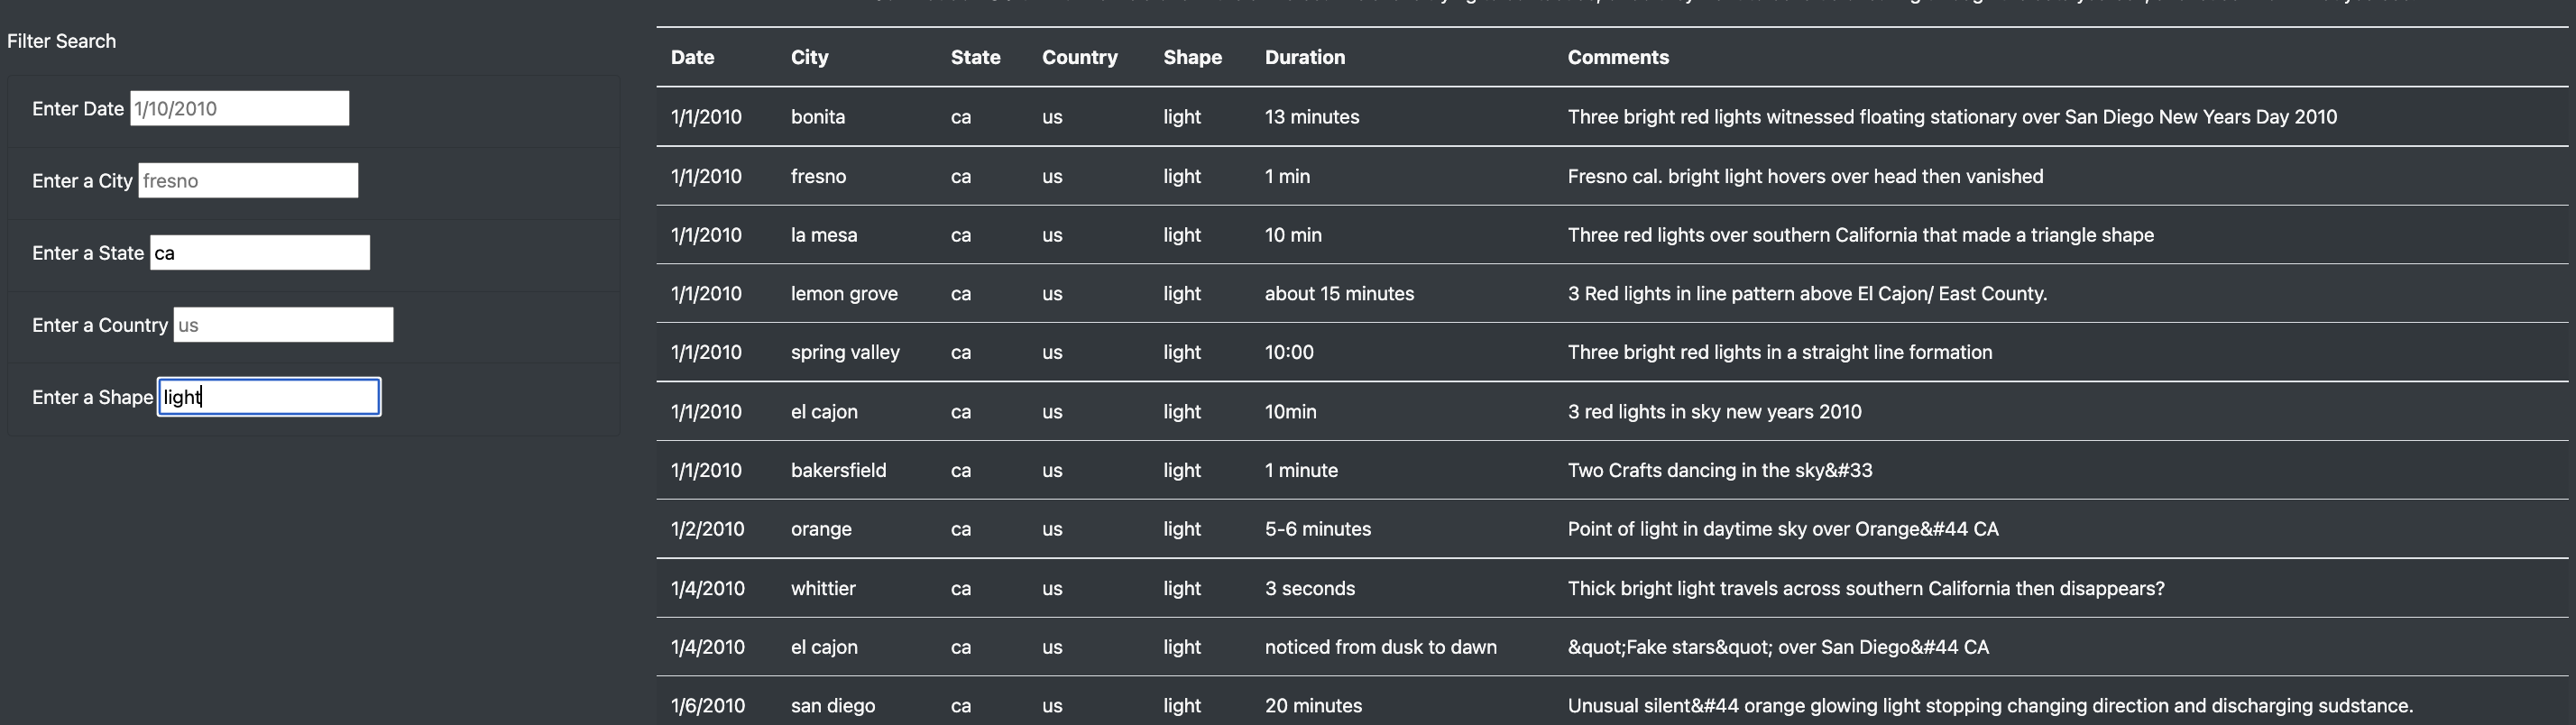 Filter Search
Enter Date 1/10/2010
Enter a City fresno
Enter a State ca
Enter a Country us
Enter a Shape light
Date City State Country Shape Duration Comments
1/1/2010 bonita ca us light 13 minutes Three bright red lights witnessed floating stationary over San Diego New Years Day 2010
1/1/2010 fresno ca us light 1 min Fresno cal. bright light hovers over head then vanished
1/1/2010 la mesa ca us light 10 min Three red lights over southern California that made a triangle shape
1/1/2010 lemon grove ca us light about 15 minutes 3 Red lights in line pattern above El Cajon/ East County.
1/1/2010 spring valley ca us light 10:00 Three bright red lights in a straight line formation
1/1/2010 el cajon ca us light 10min 3 red lights in sky new years 2010
1/1/2010 bakersfield ca us light 1 minute Two Crafts dancing in the sky&#33
1/2/2010 orange ca us light 5-6 minutes Point of light in daytime sky over Orange&#44 CA
1/4/2010 whittier ca us light 3 seconds Thick bright light travels across southern California then disappears?
1/4/2010 el cajon ca us light noticed from dusk to dawn &quot;Fake stars&quot; over San Diego&#44 CA
1/6/2010 san diego ca us light 20 minutes Unusual silent&#44 orange glowing light stopping changing direction and discharging sudstance.